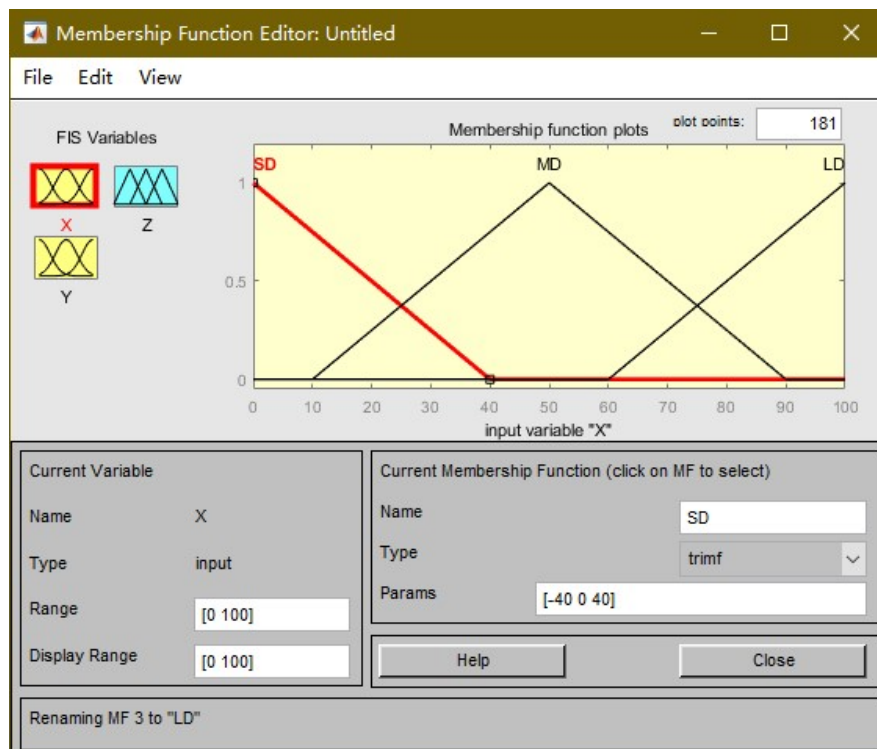 Membership Function Editor: Untitled
File Edit View
FIS Variables
X
Z
Y
Membership function plots
plot points:
181
SD
MD
LD
1
0.5
0
0 10 20 30 40 50 60 70 80 90 100
input variable "X"
Current Variable
Name X
Type input
Range [0 100]
Display Range [0 100]
Current Membership Function (click on MF to select)
Name SD
Type trimf
Params [-40 0 40]
Help Close
Renaming MF 3 to "LD"